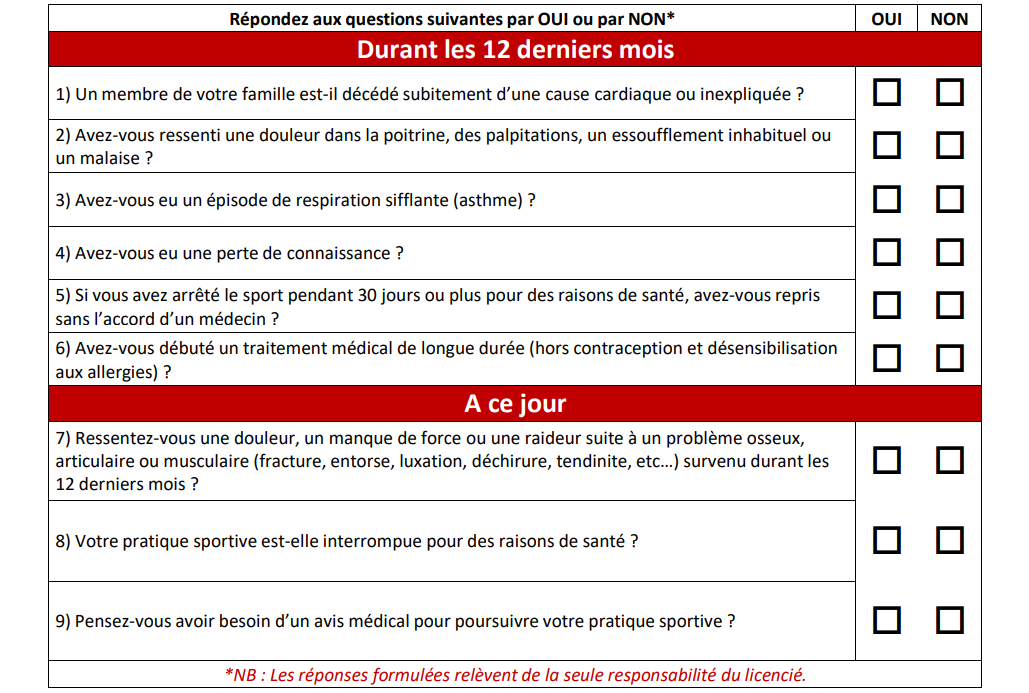 Répondez aux questions suivantes par OUI ou par NON* OUI NON
Durant les 12 derniers mois
1) Un membre de votre famille est-il décédé subitement d’une cause cardiaque ou inexpliquée ?
2) Avez-vous ressenti une douleur dans la poitrine, des palpitations, un essoufflement inhabituel ou
un malaise ?
3) Avez-vous eu un épisode de respiration sifflante (asthme) ?
4) Avez-vous eu une perte de connaissance ?
5) Si vous avez arrêté le sport pendant 30 jours ou plus pour des raisons de santé, avez-vous repris
sans l’accord d’un médecin ?
6) Avez-vous débuté un traitement médical de longue durée (hors contraception et désensibilisation
aux allergies) ?
A ce jour
7) Ressentez-vous une douleur, un manque de force ou une raideur suite à un problème osseux,
articulaire ou musculaire (fracture, entorse, luxation, déchirure, tendinite, etc…) survenu durant les
12 derniers mois ?
8) Votre pratique sportive est-elle interrompue pour des raisons de santé ?
9) Pensez-vous avoir besoin d’un avis médical pour poursuivre votre pratique sportive ?
*NB : Les réponses formulées relèvent de la seule responsabilité du licencié.